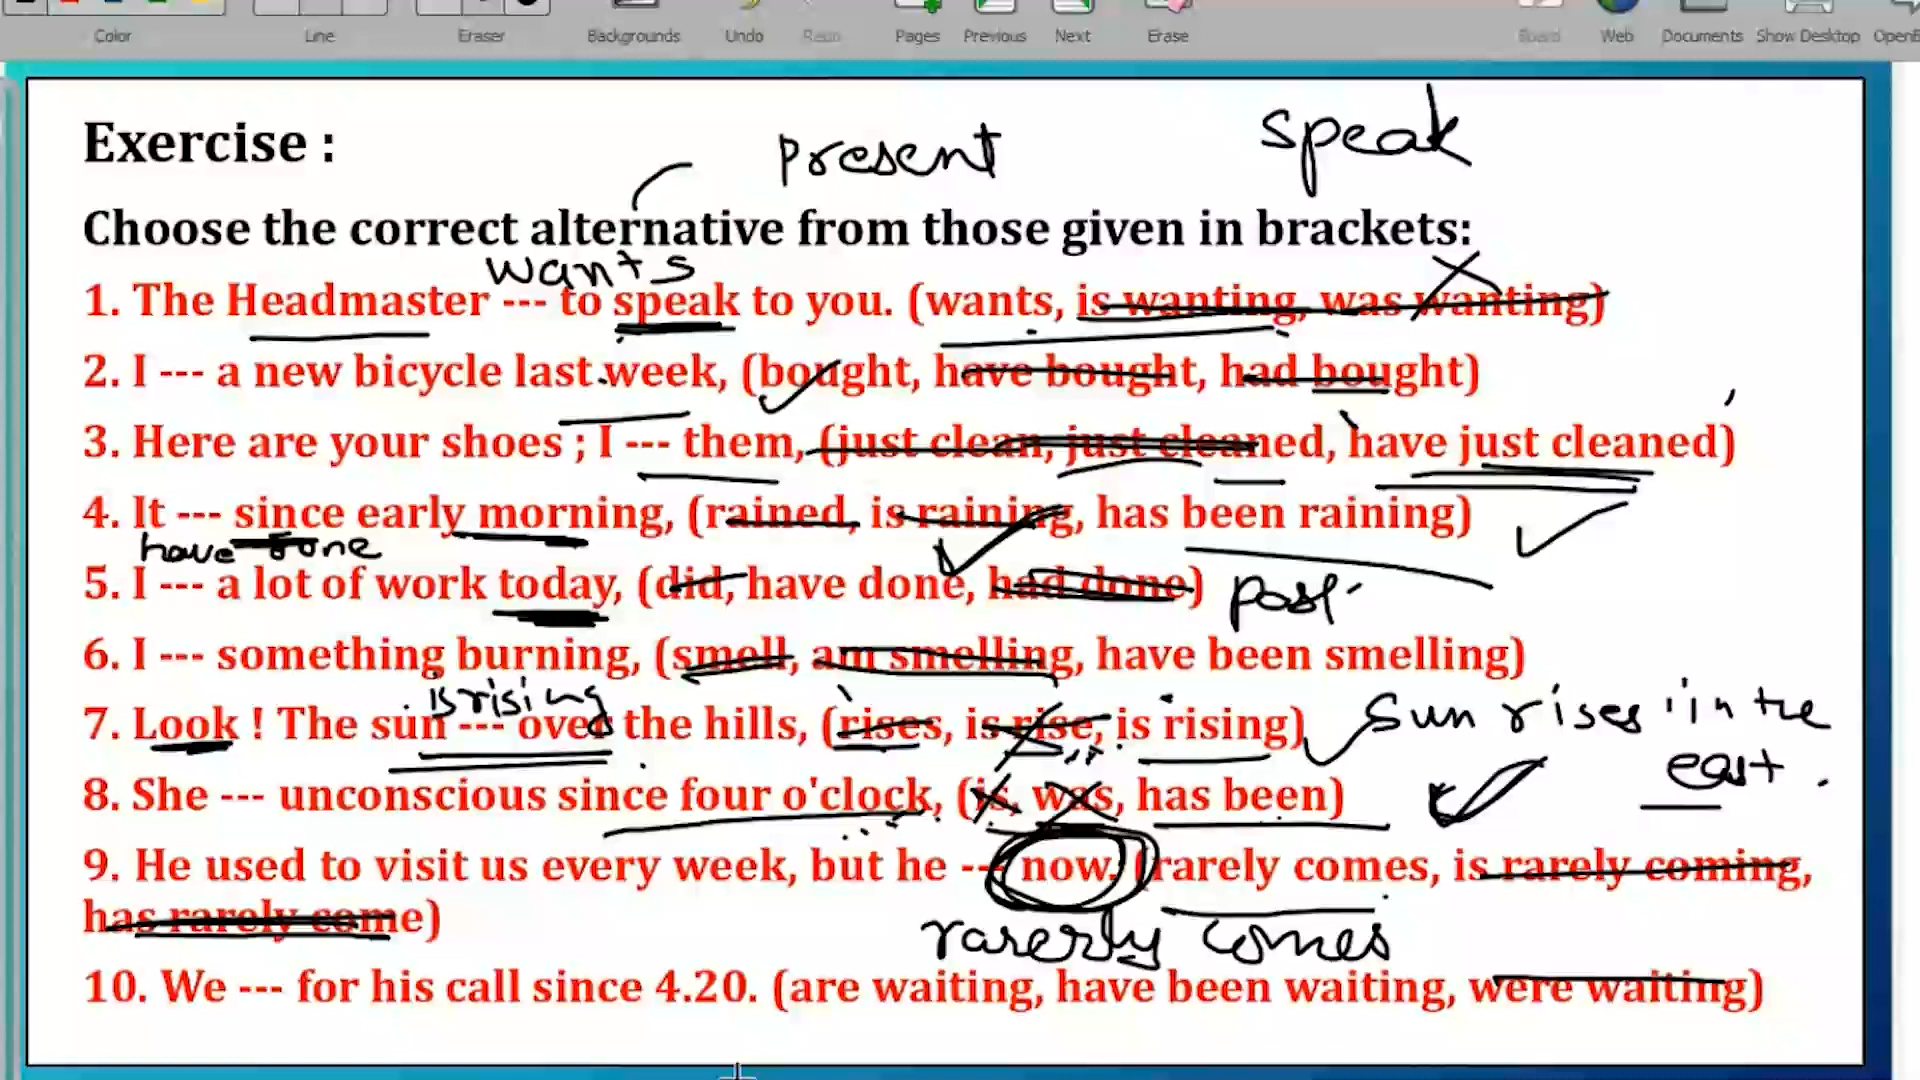 Color Line Eraser Backgrounds Undo Redo Pages Previous Next Erase Board Web Documents Show Desktop
Exercise :
present speak
Choose the correct alternative from those given in brackets:
wants
1. The Headmaster --- to speak to you. (wants, is wanting, was wanting)
2. I --- a new bicycle last week, (bought, have bought, had bought)
3. Here are your shoes ; I --- them, (just clean, just cleaned, have just cleaned)
4. It --- since early morning, (rained, is raining, has been raining)
have done
5. I --- a lot of work today, (did, have done, had done) past
6. I --- something burning, (smell, am smelling, have been smelling)
is rising
7. Look ! The sun --- over the hills, (rises, is rise, is rising) Sun rises in the
east.
8. She --- unconscious since four o'clock, (is, was, has been)
9. He used to visit us every week, but he --- now. (rarely comes, is rarely coming,
has rarely come)
rarerly comes
10. We --- for his call since 4.20. (are waiting, have been waiting, were waiting)